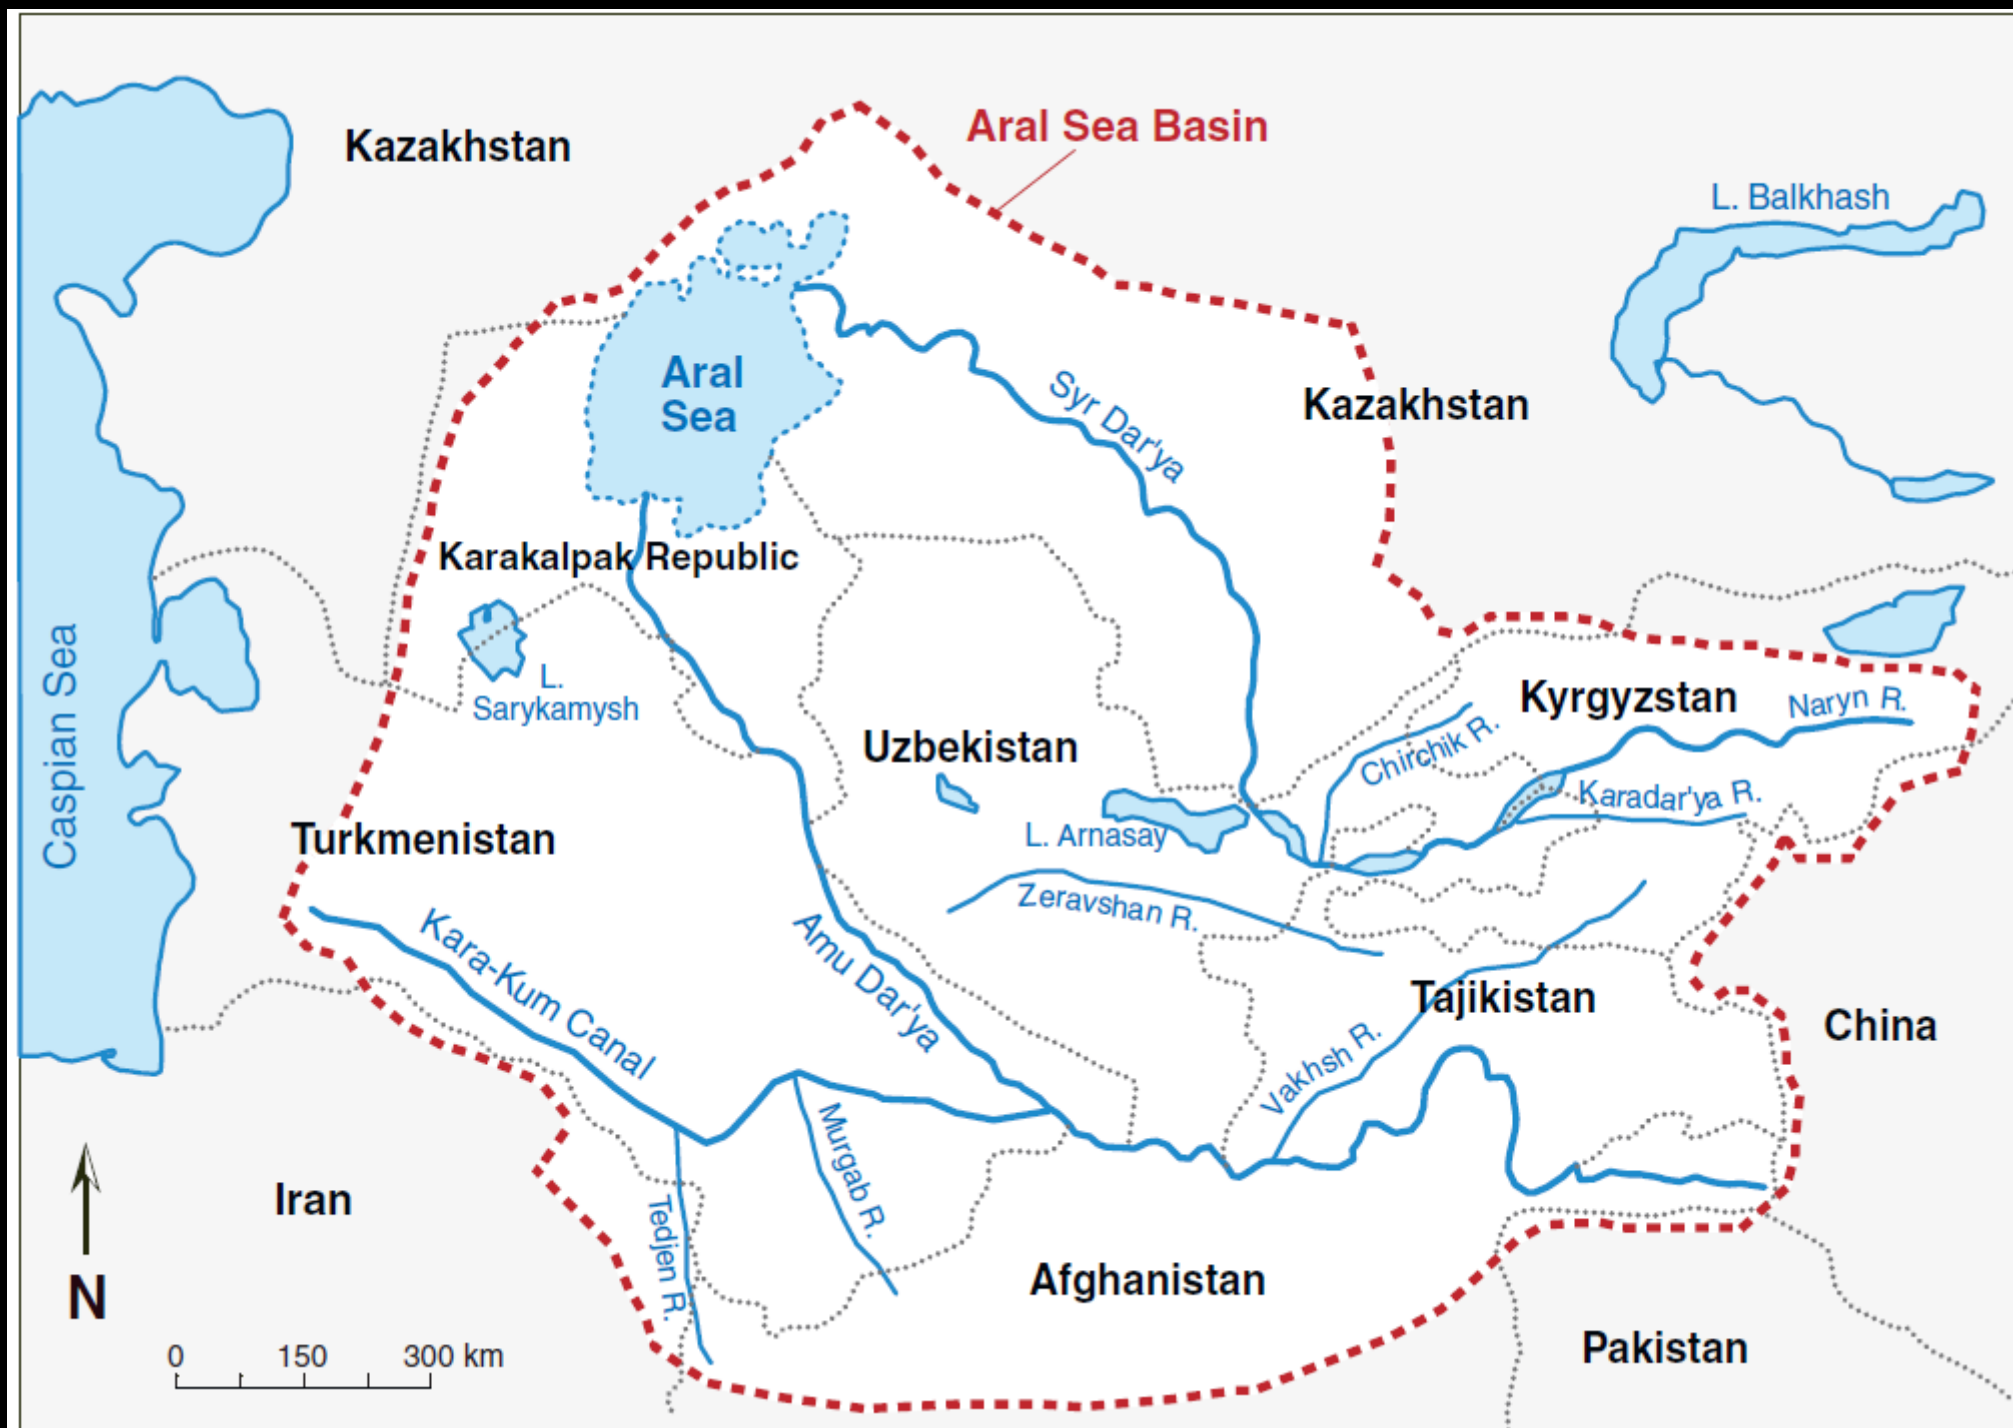 Kazakhstan
Aral Sea Basin
L. Balkhash
Aral
Sea
Syr Dar'ya
Kazakhstan
Karakalpak Republic
Caspian Sea
L.
Sarykamysh
Uzbekistan
Kyrgyzstan
Naryn R.
Chirchik R.
Karadar'ya R.
Turkmenistan
L. Arnasay
Zeravshan R.
Kara-Kum Canal
Amu Dar'ya
Tajikistan
China
Vakhsh R.
Murgab R.
Tedjen R.
Iran
Afghanistan
Pakistan
N
0 150 300 km